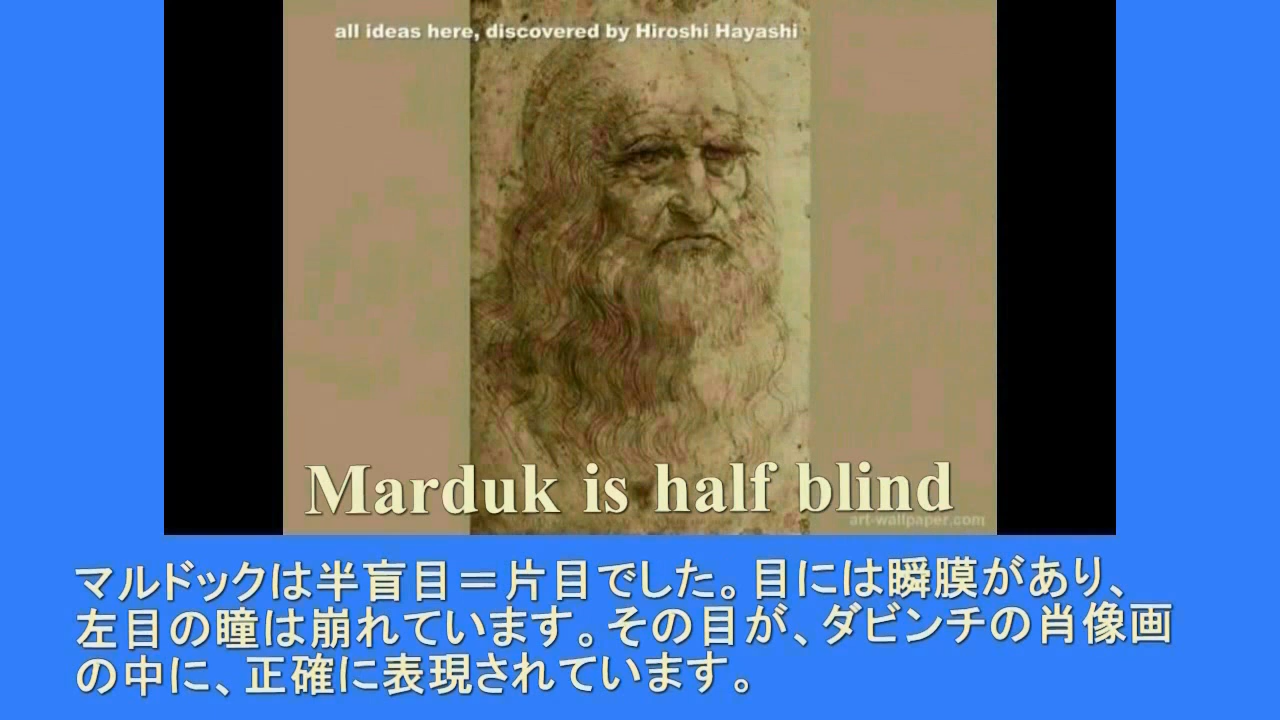 all ideas here, discovered by Hiroshi Hayashi
Marduk is half blind
art-wallpaper.com
マルドックは半盲目＝片目でした。目には瞬膜があり、
左目の瞳は崩れています。その目が、ダビンチの肖像画
の中に、正確に表現されています。